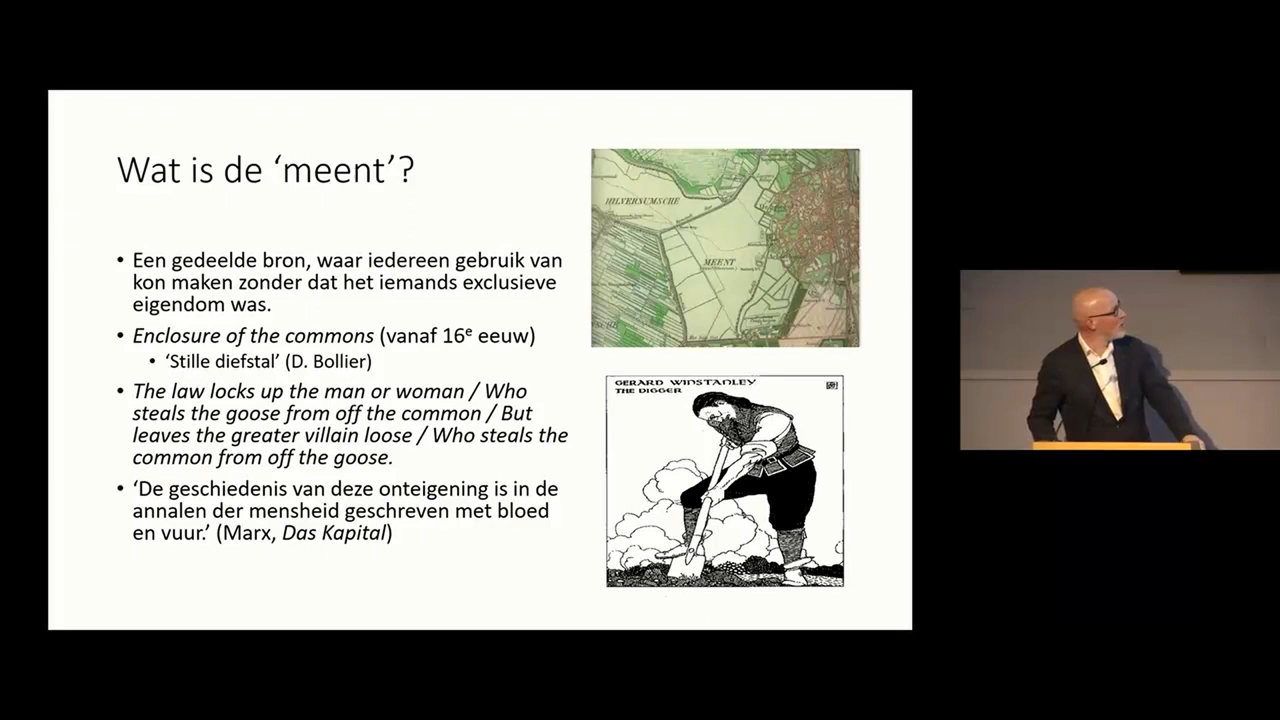 Wat is de ‘meent’?
• Een gedeelde bron, waar iedereen gebruik van
kon maken zonder dat het iemands exclusieve
eigendom was.
• Enclosure of the commons (vanaf 16e eeuw)
• ‘Stille diefstal’ (D. Bollier)
• The law locks up the man or woman / Who
steals the goose from off the common / But
leaves the greater villain loose / Who steals the
common from off the goose.
• ‘De geschiedenis van deze onteigening is in de
annalen der mensheid geschreven met bloed
en vuur.’ (Marx, Das Kapital)
HILVERSUMSCHE
MEENT
GERARD WINSTANLEY
THE DIGGER